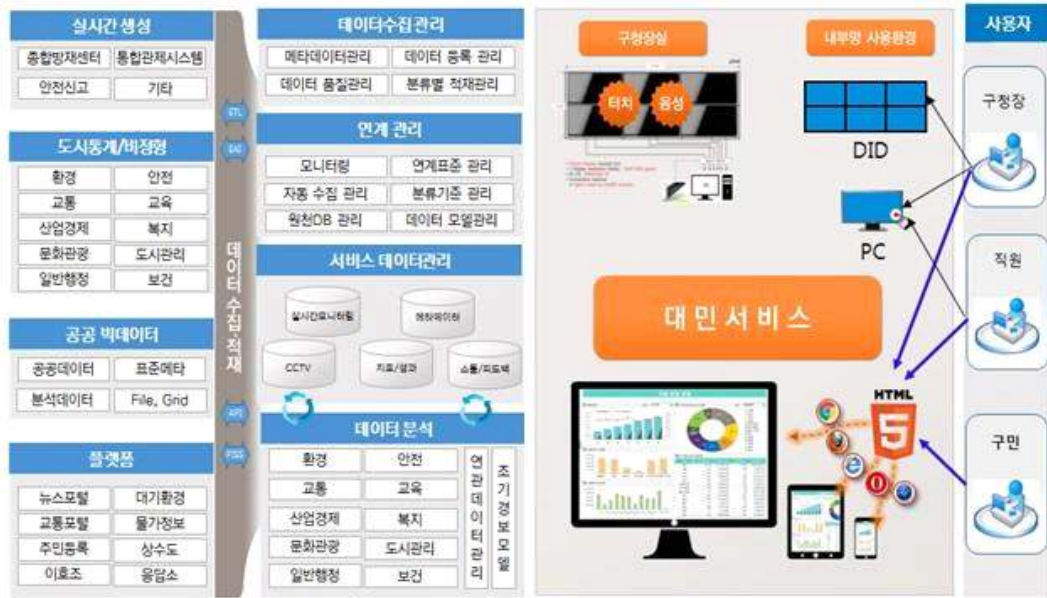 실시간 생성
종합방재센터 통합관제시스템
안전신고 기타
도시통계/비정형
환경 안전
교통 교육
산업경제 복지
문화관광 도시관리
일반행정 보건
공공 빅데이터
공공데이터 표준메타
분석데이터 File, Grid
플랫폼
뉴스포털 대기환경
교통포털 물가정보
주민등록 상수도
이호조 응답소
ETL
EAI
데이터 수집·적재
API
데이터수집관리
메타데이터관리 데이터 등록 관리
데이터 품질관리 분류별 적재관리
연계 관리
모니터링 연계표준 관리
자동 수집 관리 분류기준 관리
원천DB 관리 데이터 모델관리
서비스 데이터관리
실시간모니터링 메타데이터
CCTV 지표/성과 소통/피드백
데이터 분석
환경 안전
교통 교육
산업경제 복지
문화관광 도시관리
일반행정 보건
연관데이터관리
조기경보모델
구청장실
터치 음성
내부망 사용환경
DID
PC
대민서비스
HTML
5
사용자
구청장
직원
구민